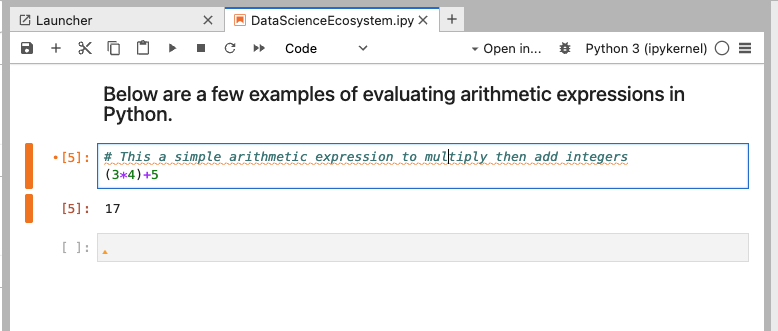 Launcher
DataScienceEcosystem.ipy
Code
Open in...
Python 3 (ipykernel)
Below are a few examples of evaluating arithmetic expressions in
Python.
[5]:
# This a simple arithmetic expression to multiply then add integers
(3*4)+5
[5]:
17
[ ]: